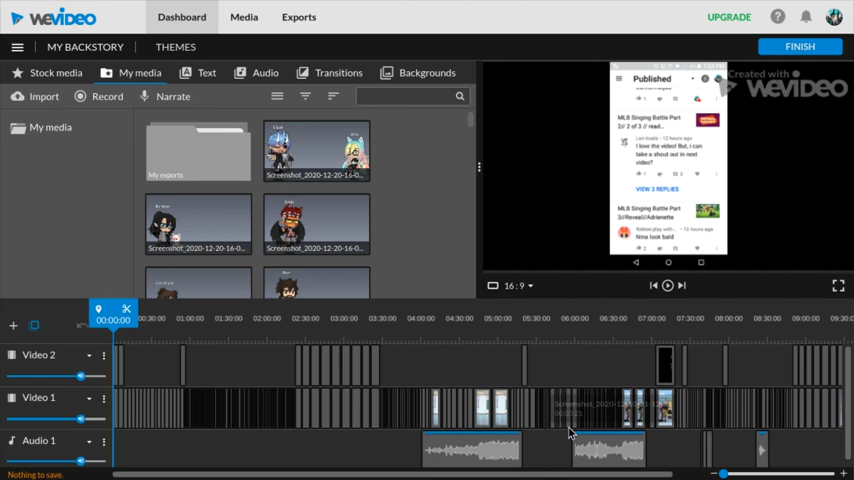 wevideo
Dashboard
Media
Exports
UPGRADE
MY BACKSTORY
THEMES
FINISH
Stock media
My media
Text
Audio
Transitions
Backgrounds
Import
Record
Narrate
My media
My exports
Screenshot_2020-12-20-16-0...
Screenshot_2020-12-20-16-0...
Screenshot_2020-12-20-16-0...
Published
MLB Singing Battle Part
2// 2 of 3 // read...
12 hours ago
I love the video! But, i can
take a shout out in next
video?
VIEW 3 REPLIES
MLB Singing Battle Part
2//Reveal//Adrienette
13 hours ago
Nina look bald
Created with
wevideo
16:9
00:00:00
00:30:00
01:00:00
01:30:00
02:00:00
02:30:00
03:00:00
03:30:00
04:00:00
04:30:00
05:00:00
05:30:00
06:00:00
06:30:00
07:00:00
07:30:00
08:00:00
08:30:00
09:00:00
09:30:0
Video 2
Video 1
Audio 1
Nothing to save.